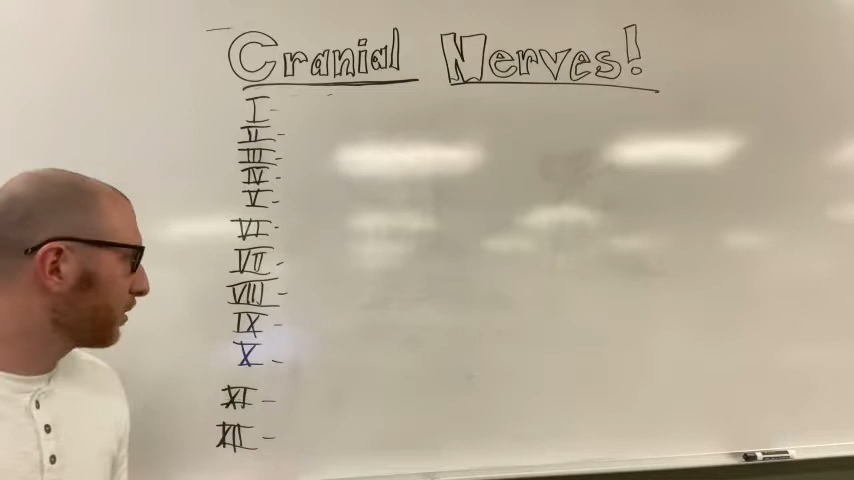 Cranial Nerves!
I -
II -
III -
IV -
V -
VI -
VII -
VIII -
IX -
X -
XI -
XII -